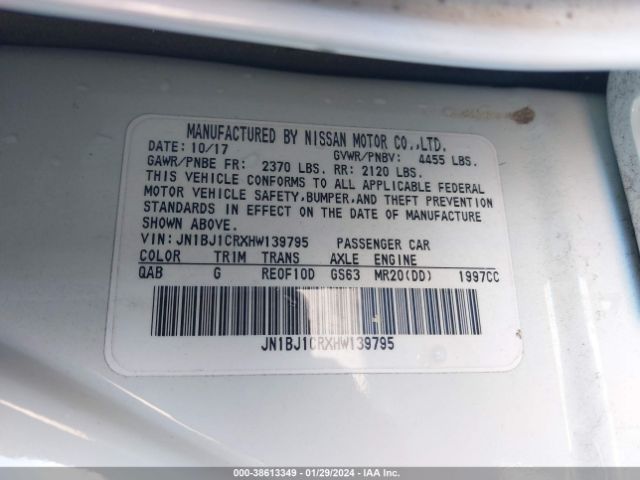 MANUFACTURED BY NISSAN MOTOR CO.,LTD.
DATE: 10/17 GVWR/PNBV: 4455 LBS.
GAWR/PNBE FR: 2370 LBS. RR: 2120 LBS.
THIS VEHICLE CONFORMS TO ALL APPLICABLE FEDERAL
MOTOR VEHICLE SAFETY,BUMPER,AND THEFT PREVENTION
STANDARDS IN EFFECT ON THE DATE OF MANUFACTURE
SHOWN ABOVE.
VIN: JN1BJ1CRXHW139795 PASSENGER CAR
COLOR TRIM TRANS AXLE ENGINE
QAB G RE0F10D GS63 MR20(DD) 1997CC
JN1BJ1CRXHW139795
000-38613349 - 01/29/2024 - IAA Inc.